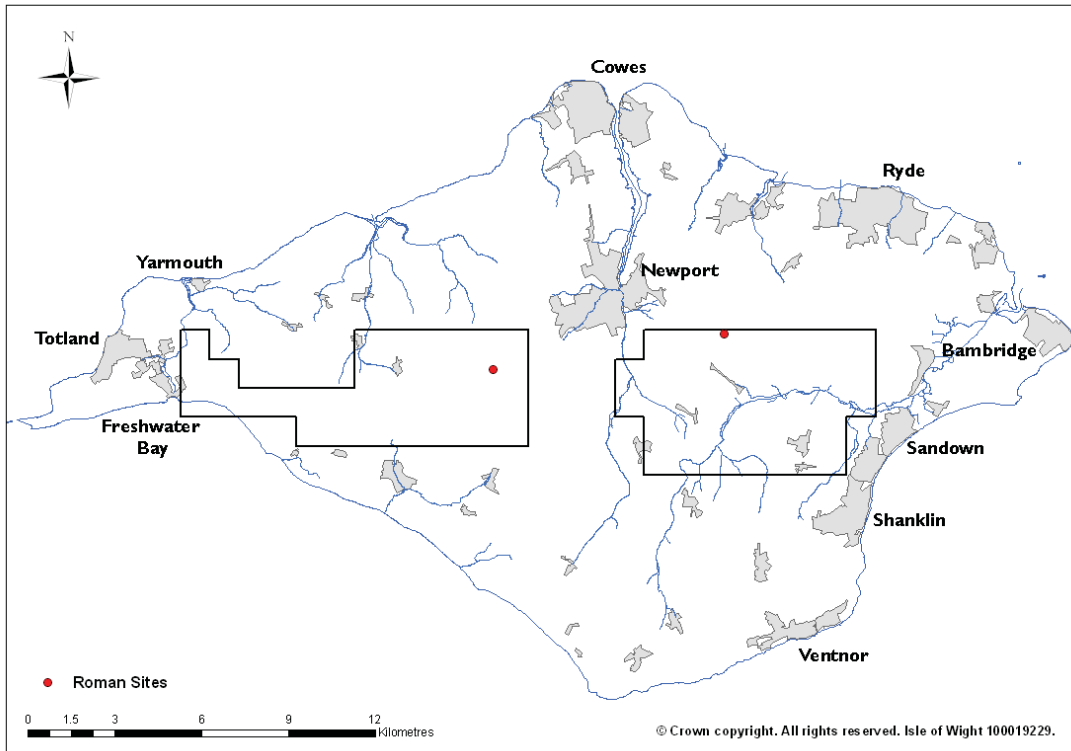 N
Cowes
Ryde
Yarmouth
Newport
Totland
Bambridge
Freshwater
Bay
Sandown
Shanklin
Ventnor
Roman Sites
0 1.5 3 6 9 12
Kilometres
© Crown copyright. All rights reserved. Isle of Wight 100019229.